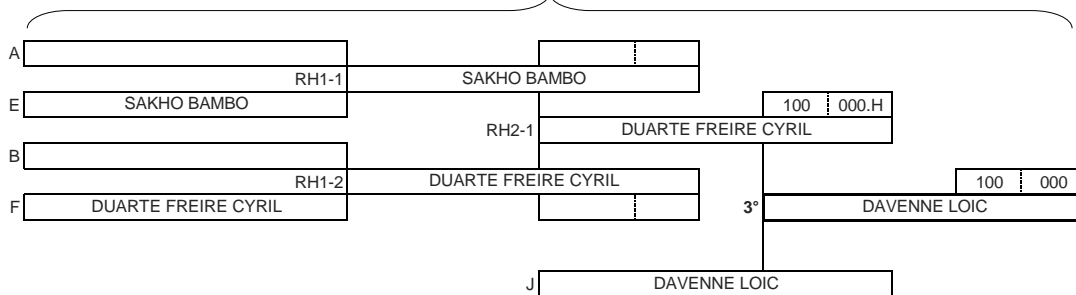 A
RH1-1 SAKHO BAMBO
E SAKHO BAMBO 100 000.H
RH2-1 DUARTE FREIRE CYRIL
B
RH1-2 DUARTE FREIRE CYRIL 100 000
F DUARTE FREIRE CYRIL 3° DAVENNE LOIC
J DAVENNE LOIC